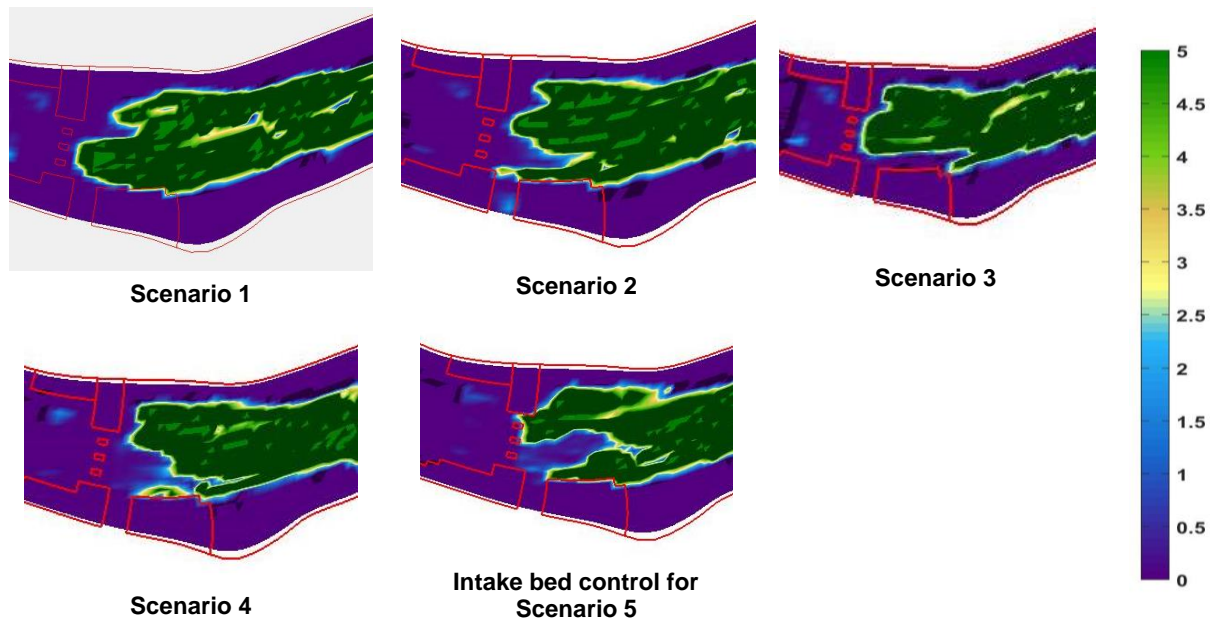 Scenario 1
Scenario 2
Scenario 3
Scenario 4
Intake bed control for
Scenario 5
5
4.5
4
3.5
3
2.5
2
1.5
1
0.5
0